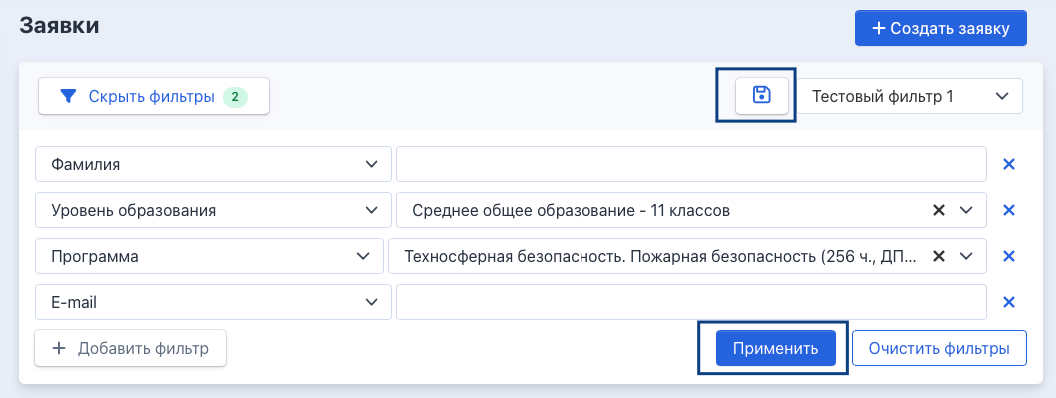 Заявки
+ Создать заявку
Скрыть фильтры 2
Тестовый фильтр 1
Фамилия
Уровень образования Среднее общее образование - 11 классов
Программа Техносферная безопасность. Пожарная безопасность (256 ч., ДП...
E-mail
+ Добавить фильтр Применить Очистить фильтры